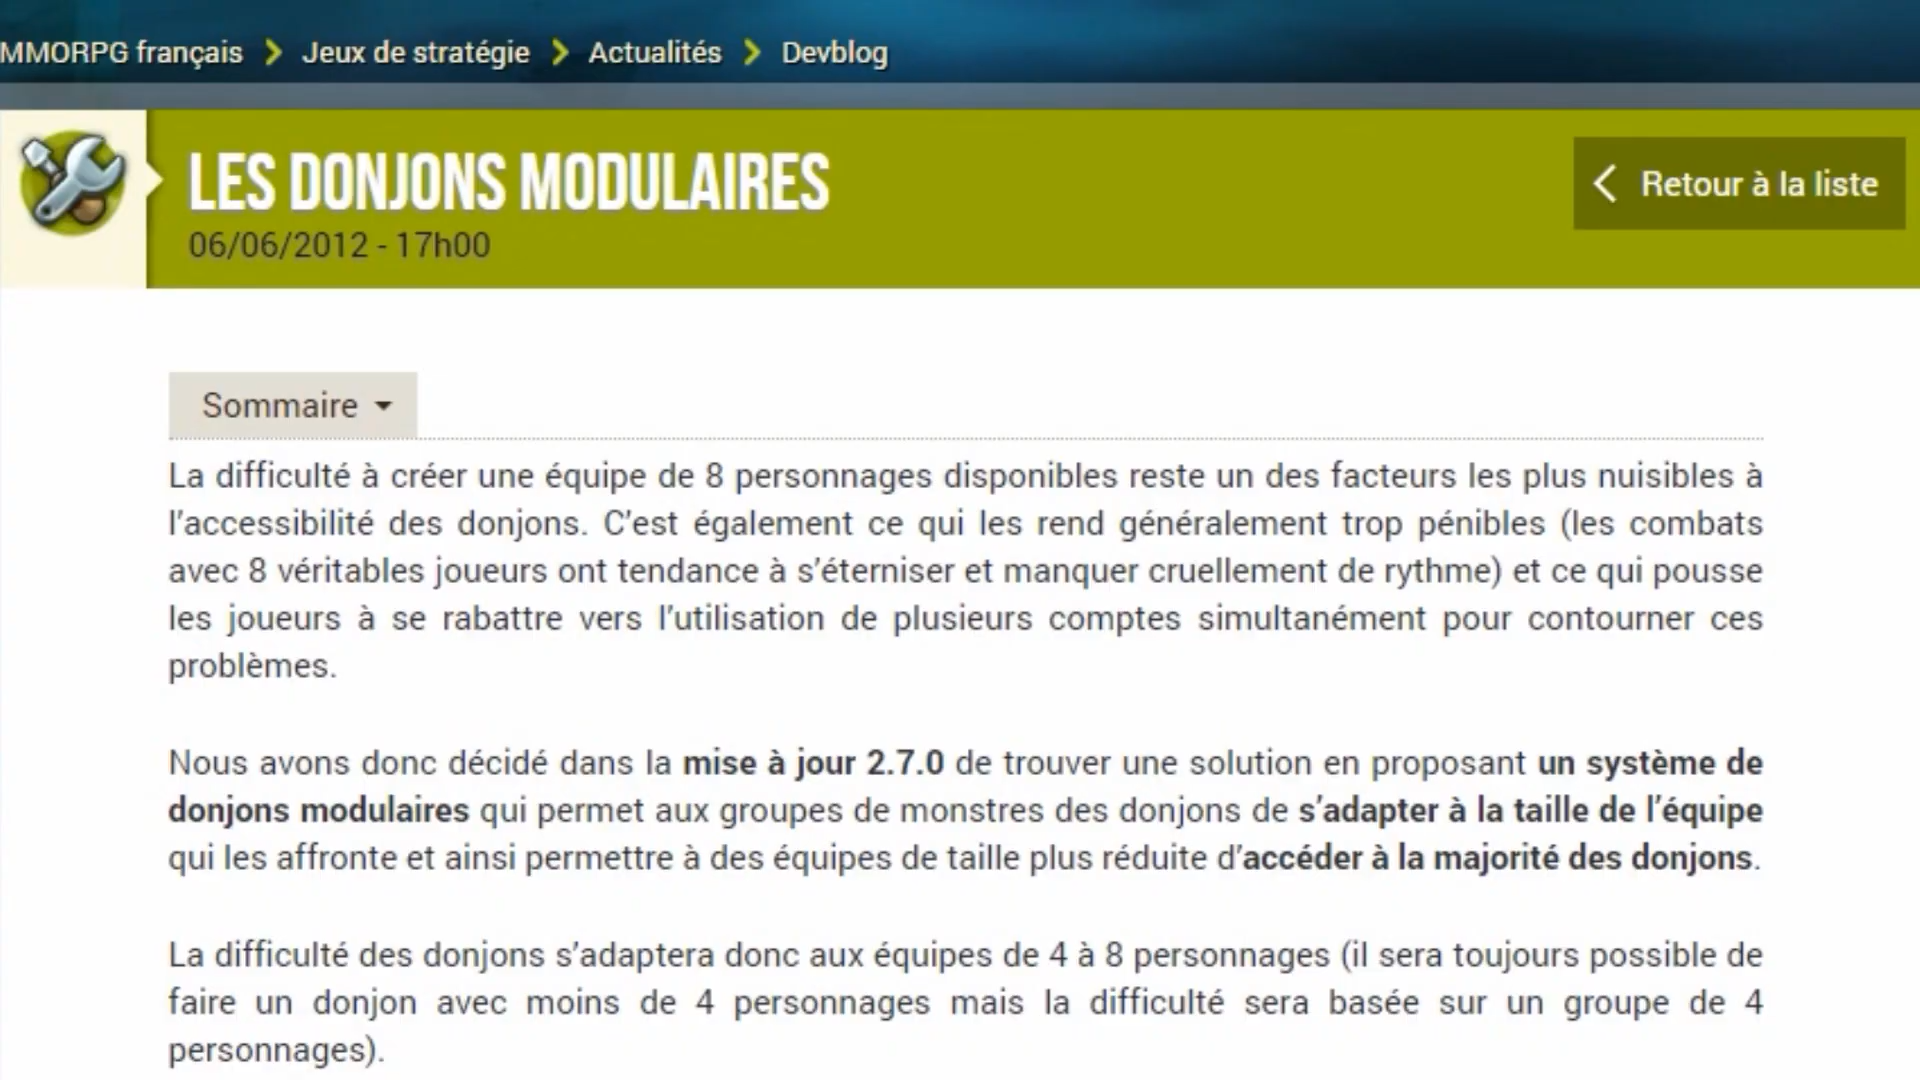 MMORPG français > Jeux de stratégie > Actualités > Devblog
LES DONJONS MODULAIRES
06/06/2012 - 17h00
Retour à la liste
Sommaire
La difficulté à créer une équipe de 8 personnages disponibles reste un des facteurs les plus nuisibles à
l’accessibilité des donjons. C’est également ce qui les rend généralement trop pénibles (les combats
avec 8 véritables joueurs ont tendance à s’éterniser et manquer cruellement de rythme) et ce qui pousse
les joueurs à se rabattre vers l’utilisation de plusieurs comptes simultanément pour contourner ces
problèmes.
Nous avons donc décidé dans la mise à jour 2.7.0 de trouver une solution en proposant un système de
donjons modulaires qui permet aux groupes de monstres des donjons de s’adapter à la taille de l’équipe
qui les affronte et ainsi permettre à des équipes de taille plus réduite d’accéder à la majorité des donjons.
La difficulté des donjons s’adaptera donc aux équipes de 4 à 8 personnages (il sera toujours possible de
faire un donjon avec moins de 4 personnages mais la difficulté sera basée sur un groupe de 4
personnages).